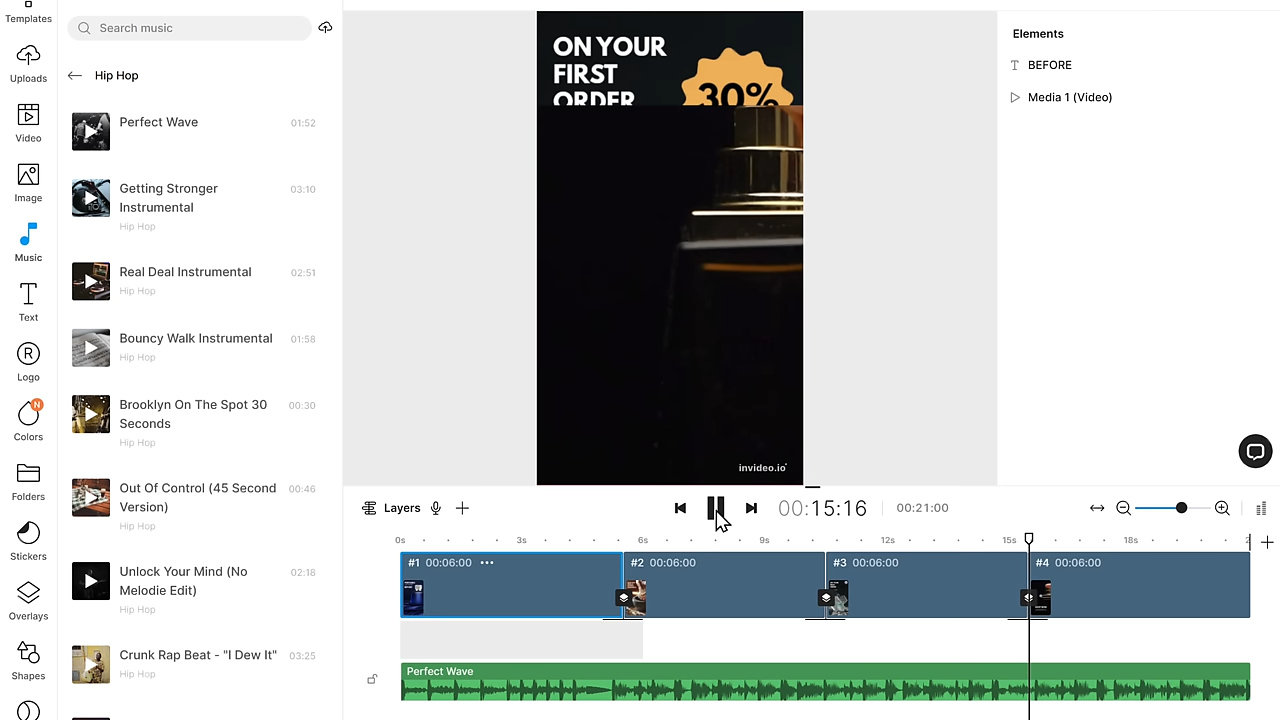 Templates
Uploads
Video
Image
Music
Text
R
Logo
N
Colors
Folders
Stickers
Overlays
Shapes
Search music
Hip Hop
Perfect Wave 01:52
Getting Stronger 03:10
Instrumental
Hip Hop
Real Deal Instrumental 02:51
Hip Hop
Bouncy Walk Instrumental 01:58
Hip Hop
Brooklyn On The Spot 30 00:30
Seconds
Hip Hop
Out Of Control (45 Second 00:46
Version)
Hip Hop
Unlock Your Mind (No 02:18
Melodie Edit)
Hip Hop
Crunk Rap Beat - "I Dew It" 03:25
Hip Hop
ON YOUR
FIRST
ORDER
30%
invideo.io
Elements
BEFORE
Media 1 (Video)
Layers
00:15:16
00:21:00
0s 3s 6s 9s 12s 15s 18s 2
#1 00:06:00 •••
#2 00:06:00
#3 00:06:00
#4 00:06:00
Perfect Wave